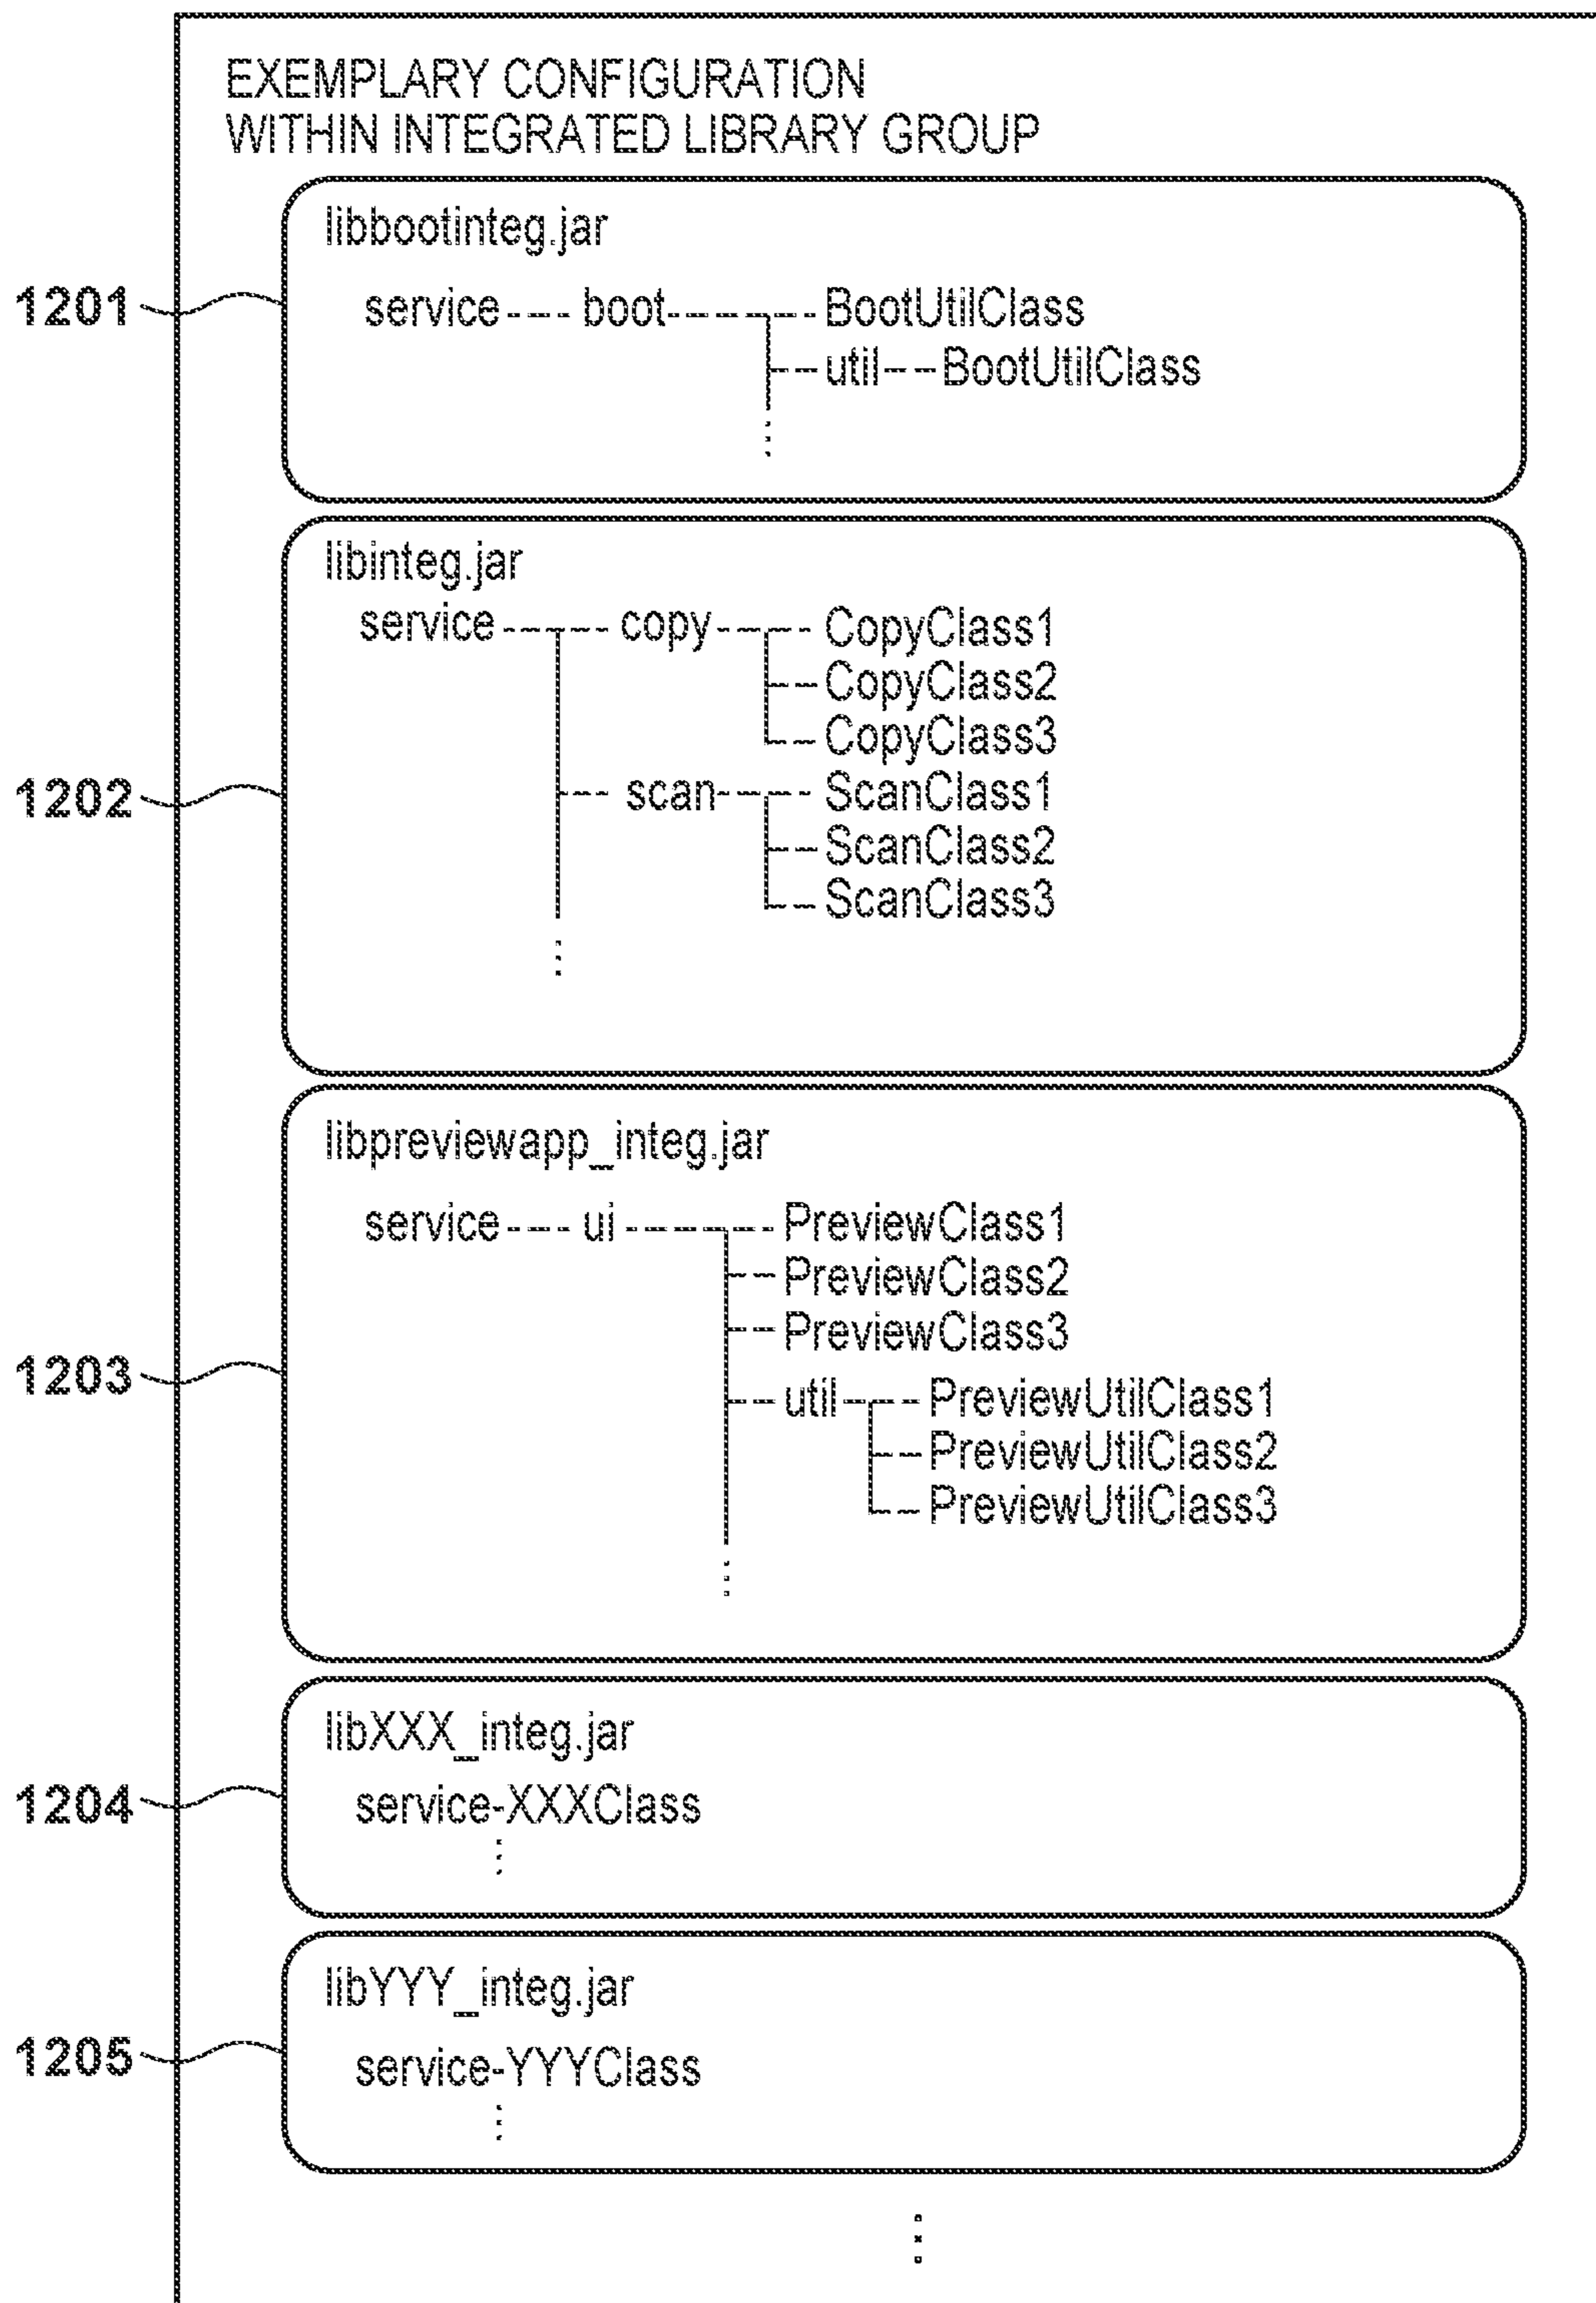 EXEMPLARY CONFIGURATION
WITHIN INTEGRATED LIBRARY GROUP
libbootinteg.jar
1201 service boot BootUtilClass
util BootUtilClass
libinteg.jar
service copy CopyClass1
CopyClass2
CopyClass3
1202 scan ScanClass1
ScanClass2
ScanClass3
libpreviewapp_integ.jar
service ui PreviewClass1
PreviewClass2
PreviewClass3
1203 util PreviewUtilClass1
PreviewUtilClass2
PreviewUtilClass3
libXXX_integ.jar
1204 service-XXXClass
libYYY_integ.jar
1205 service-YYYClass